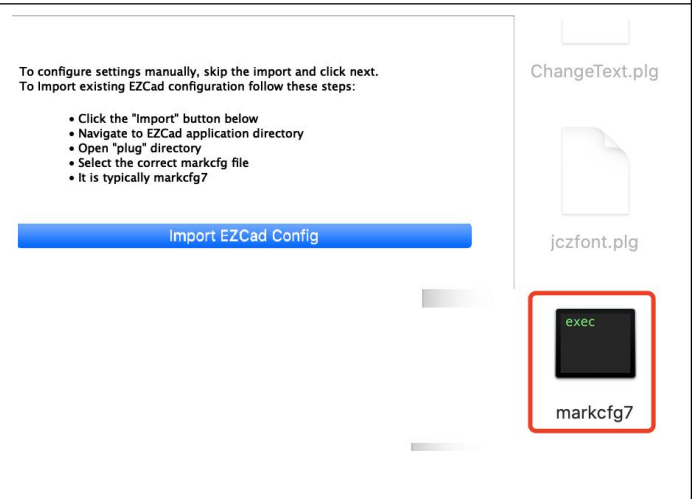 To configure settings manually, skip the import and click next.
To Import existing EZCad configuration follow these steps:
• Click the "Import" button below
• Navigate to EZCad application directory
• Open "plug" directory
• Select the correct markcfg file
• It is typically markcfg7
Import EZCad Config
ChangeText.plg
jczfont.plg
exec
markcfg7